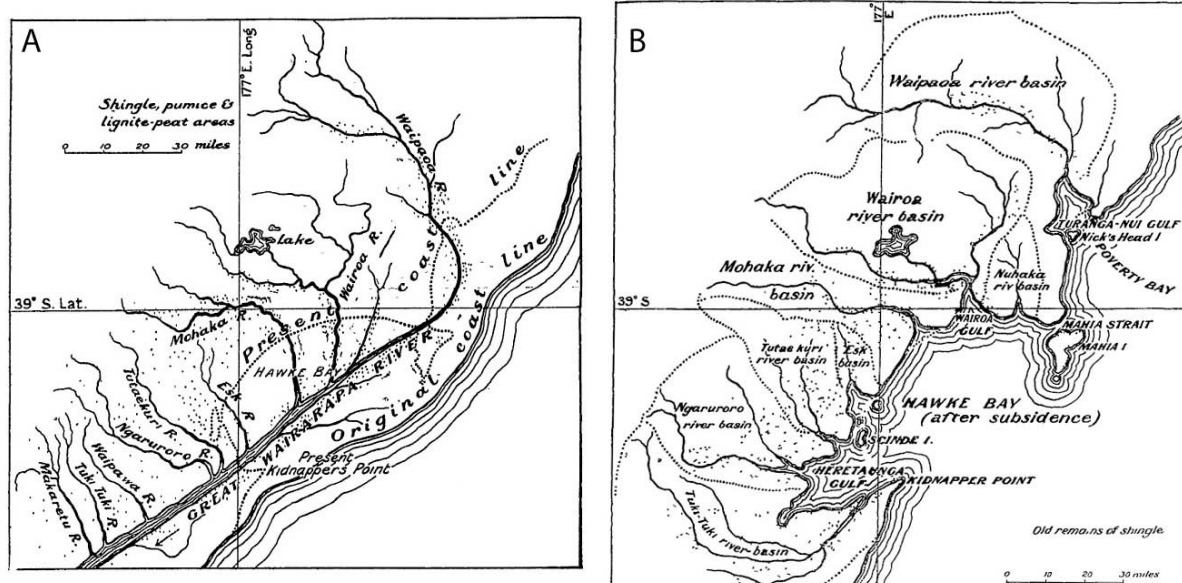 A
177° E. Long
Shingle, pumice &
lignite-peat areas
0 10 20 30 miles
Waipaoa R.
line
Lake
Wairoa R.
coast
line
39° S. Lat.
Mohaka R.
Present
HAWKE BAY
GREAT WAIRARAPA RIVER
Original coast
Tutaekuri R.
Esk R.
Ngaruroro R.
Present
Kidnappers Point
Waipawa R.
Tuki Tuki R.
Makaretu R.
B
177° E
Waipaoa river basin
Wairoa
river basin
TURANGA-NUI GULF
Nick's Head I
POVERTY BAY
Mohaka riv.
basin
Nuhaka
riv basin
39° S
WAIROA
GULF
MAHIA STRAIT
MAHIA I
Tutaekuri
river basin
Esk
basin
HAWKE BAY
(after subsidence)
Ngaruroro
river basin
SCINDE I.
HERETAUNGA
GULF
KIDNAPPER POINT
Tuki-Tuki
river-basin
Old remains of shingle
0 10 20 30 miles